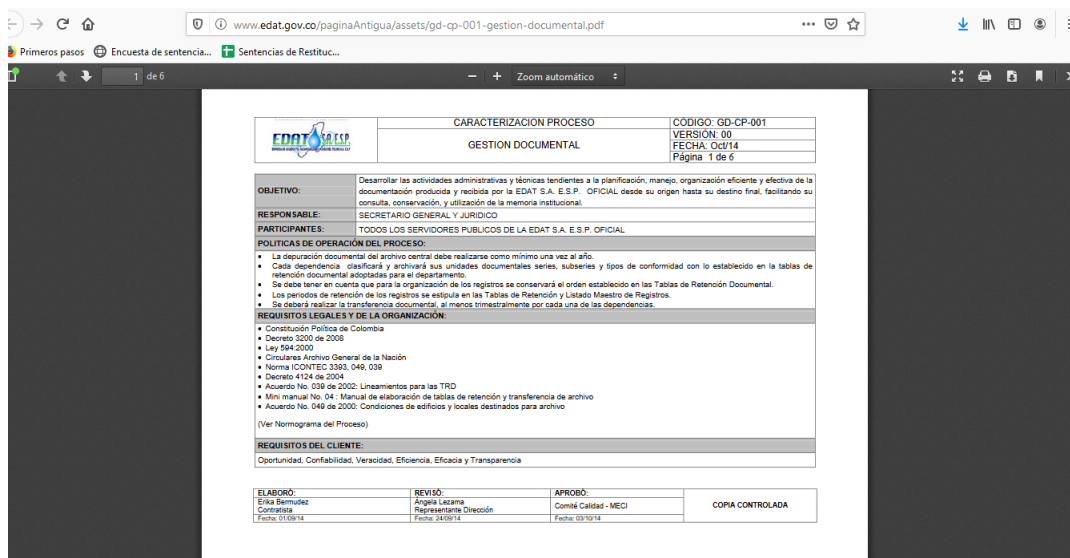 www.edat.gov.co/paginaAntigua/assets/gd-cp-001-gestion-documental.pdf
Primeros pasos Encuesta de sentencia... Sentencias de Restituc...
1 de 6 Zoom automático
EDAT S.A. E.S.P.
CARACTERIZACION PROCESO
GESTION DOCUMENTAL
CODIGO: GD-CP-001
VERSIÓN: 00
FECHA: Oct/14
Página 1 de 6
OBJETIVO:
Desarrollar las actividades administrativas y técnicas tendientes a la planificación, manejo, organización eficiente y efectiva de la
documentación producida y recibida por la EDAT S.A. E.S.P. OFICIAL desde su origen hasta su destino final, facilitando su
consulta, conservación, y utilización de la memoria institucional.
RESPONSABLE: SECRETARIO GENERAL Y JURIDICO
PARTICIPANTES: TODOS LOS SERVIDORES PUBLICOS DE LA EDAT S.A. E.S.P. OFICIAL
POLITICAS DE OPERACIÓN DEL PROCESO:
• La depuración documental del archivo central debe realizarse como mínimo una vez al año.
• Cada dependencia clasificará y archivará sus unidades documentales series, subseries y tipos de conformidad con lo establecido en la tablas de
retención documental adoptadas para el departamento.
• Se debe tener en cuenta que para la organización de los registros se conservará el orden establecido en las Tablas de Retención Documental.
• Los periodos de retención de los registros se estipula en las Tablas de Retención y Listado Maestro de Registros.
• Se deberá realizar la transferencia documental, al menos trimestralmente por cada una de las dependencias.
REQUISITOS LEGALES Y DE LA ORGANIZACIÓN:
• Constitución Política de Colombia
• Decreto 3200 de 2008
• Ley 594:2000
• Circulares Archivo General de la Nación
• Norma ICONTEC 3393, 049, 039
• Decreto 4124 de 2004
• Acuerdo No. 039 de 2002: Lineamientos para las TRD
• Mini manual No. 04 : Manual de elaboración de tablas de retención y transferencia de archivo
• Acuerdo No. 049 de 2000: Condiciones de edificios y locales destinados para archivo
(Ver Normograma del Proceso)
REQUISITOS DEL CLIENTE:
Oportunidad, Confiabilidad, Veracidad, Eficiencia, Eficacia y Transparencia
ELABORÓ: REVISÓ: APROBÓ:
Erika Bermudez
Contratista
Fecha: 01/09/14
Ángela Lezama
Representante Dirección
Fecha: 24/09/14
Comité Calidad - MECI
Fecha: 03/10/14
COPIA CONTROLADA